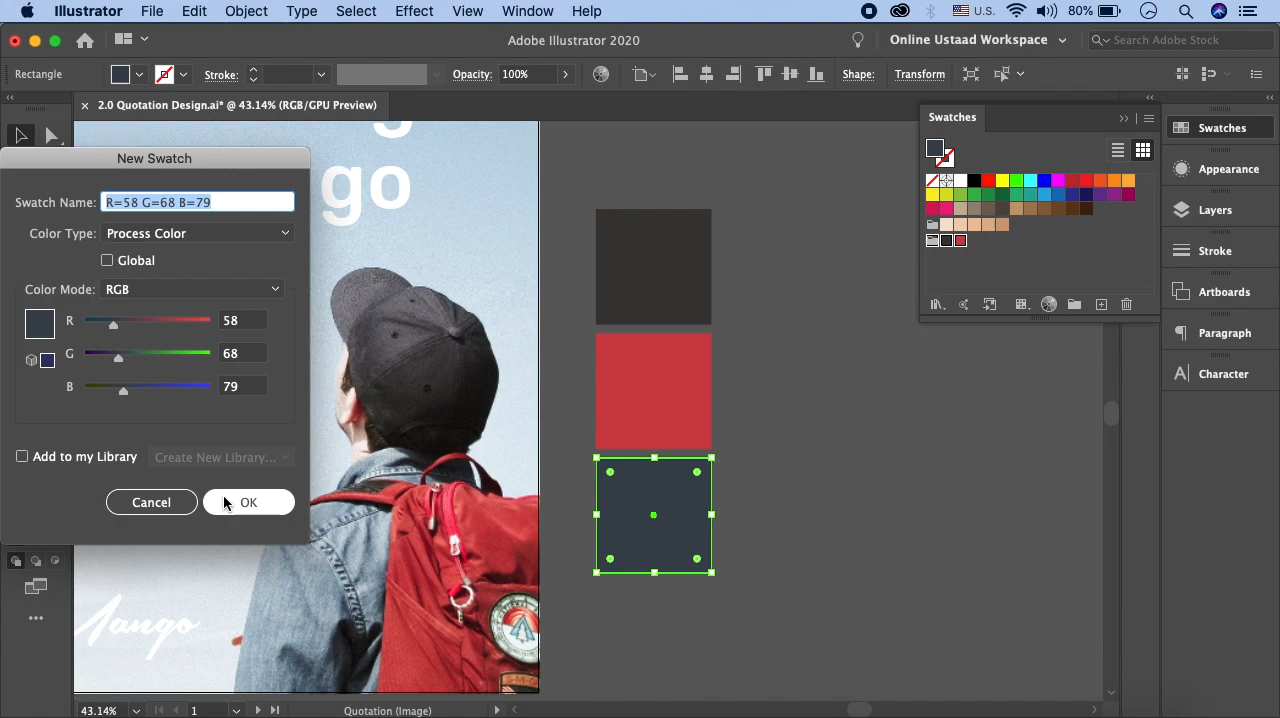 Illustrator File Edit Object Type Select Effect View Window Help U.S. 80%
Adobe Illustrator 2020 Online Ustaad Workspace Search Adobe Stock
Rectangle Stroke: Opacity: 100% Shape: Transform
2.0 Quotation Design.ai* @ 43.14% (RGB/GPU Preview)
go
Mango
New Swatch
Swatch Name: R=58 G=68 B=79
Color Type: Process Color
Global
Color Mode: RGB
R 58
G 68
B 79
Add to my Library Create New Library...
Cancel OK
Swatches
Swatches
Appearance
Layers
Stroke
Artboards
Paragraph
Character
43.14% 1 Quotation (Image)